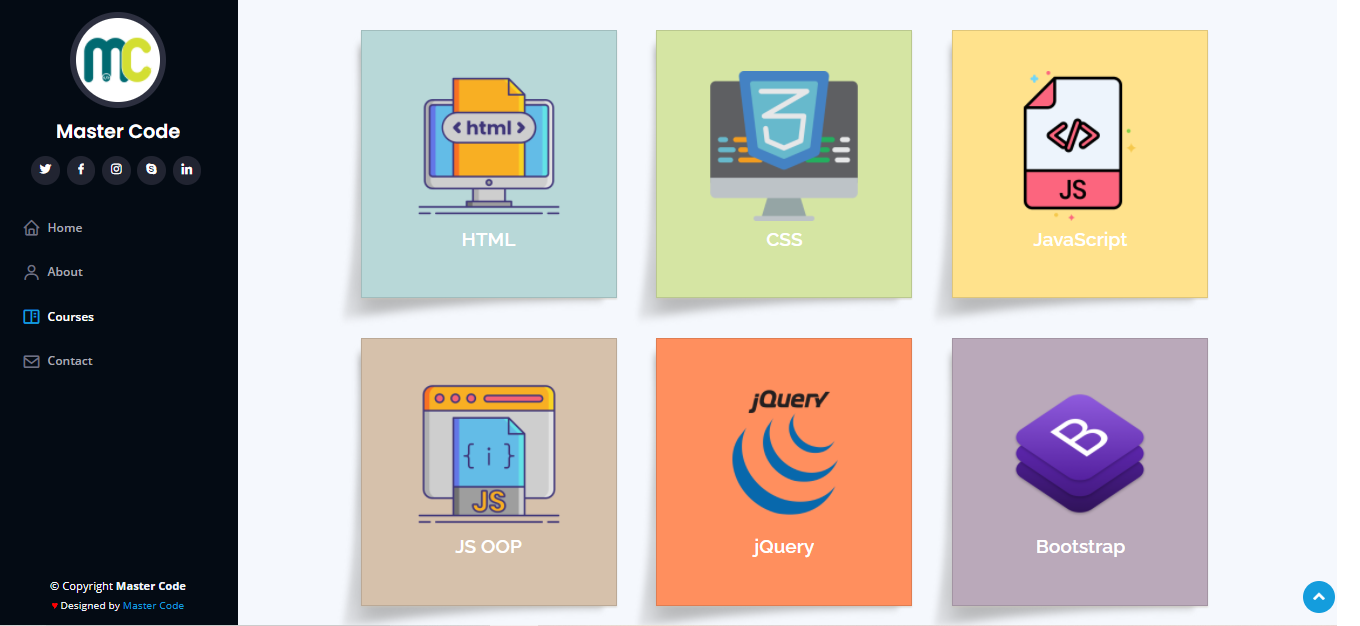 MC
Master Code
Home
About
Courses
Contact
© Copyright Master Code
♥ Designed by Master Code
<html>
HTML
3
CSS
</>
JS
JavaScript
{ i }
JS
JS OOP
jQuery
jQuery
B
Bootstrap